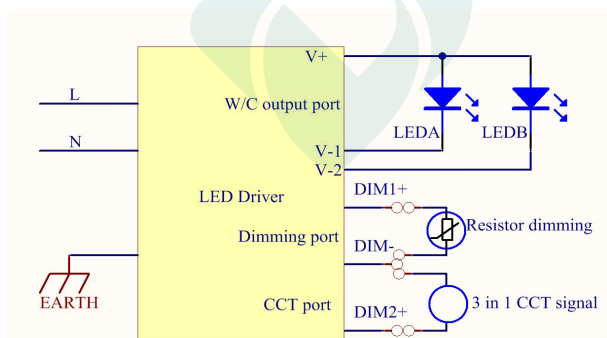 V+
L
W/C output port
LEDA
LEDB
N
V-1
V-2
LED Driver
DIM1+
Dimming port
Resistor dimming
DIM-
EARTH
CCT port
3 in 1 CCT signal
DIM2+